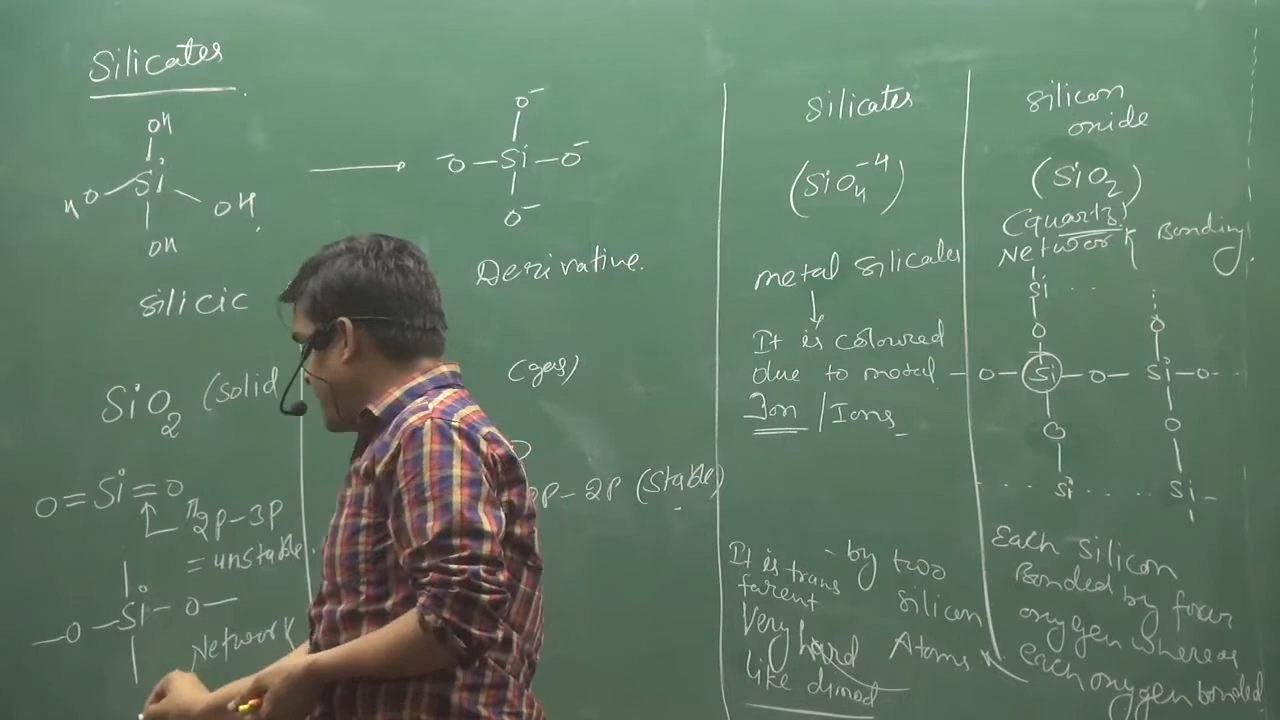 Silicates
OH
Si
HO
OH
OH
silicic
O⁻
⁻O–Si–O⁻
O⁻
Derivative.
SiO₂ (solid
(gas)
O=Si=O
π2p–3p
= unstable.
2p–2p (stable)
–O–Si–O–
Network
Silicates
(SiO₄⁻⁴)
metal silicates
↓
It is coloured
due to metal
Ion / Ions
It is trans
farent
Very hard
like dimod
Silicon
oxide
(SiO₂)
(quartz)
Network Bonding
Si ...
O O
–O–Si–O–Si–O–
O O
... Si ..... Si–
Each silicon
Bonded by four
oxygen whereas
each oxygen bonded
by two
silicon
Atoms